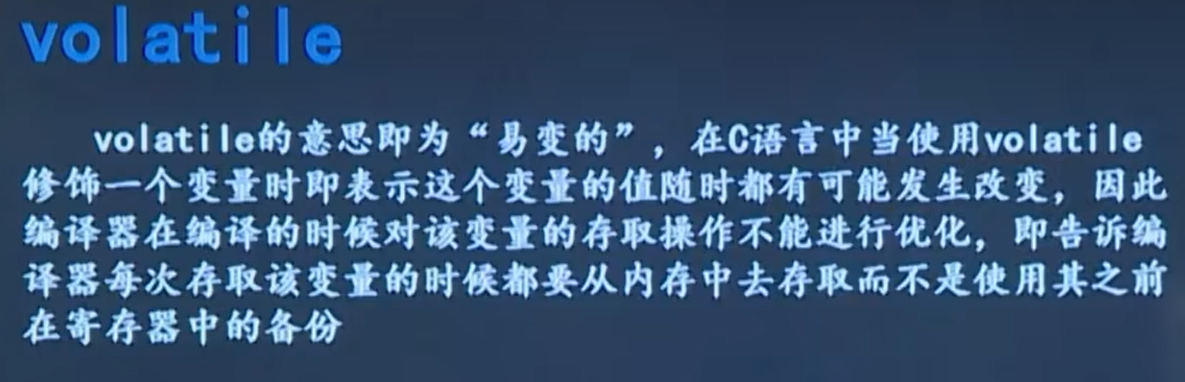 volatile
volatile的意思即为“易变的”，在C语言中当使用volatile
修饰一个变量时即表示这个变量的值随时都有可能发生改变，因此
编译器在编译的时候对该变量的存取操作不能进行优化，即告诉编
译器每次存取该变量的时候都要从内存中去存取而不是使用其之前
在寄存器中的备份